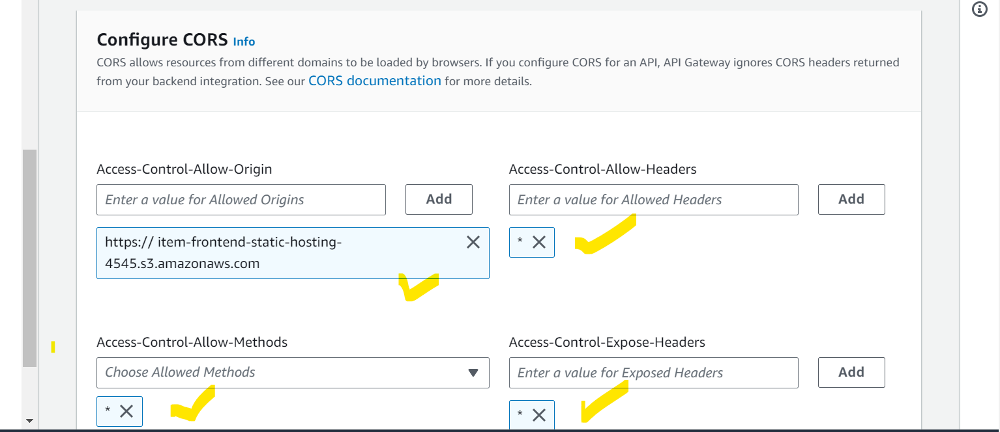 Configure CORS Info
CORS allows resources from different domains to be loaded by browsers. If you configure CORS for an API, API Gateway ignores CORS headers returned
from your backend integration. See our CORS documentation for more details.
Access-Control-Allow-Origin
Enter a value for Allowed Origins
Add
https:// item-frontend-static-hosting-
4545.s3.amazonaws.com
Access-Control-Allow-Headers
Enter a value for Allowed Headers
Add
*
Access-Control-Allow-Methods
Choose Allowed Methods
*
Access-Control-Expose-Headers
Enter a value for Exposed Headers
Add
*